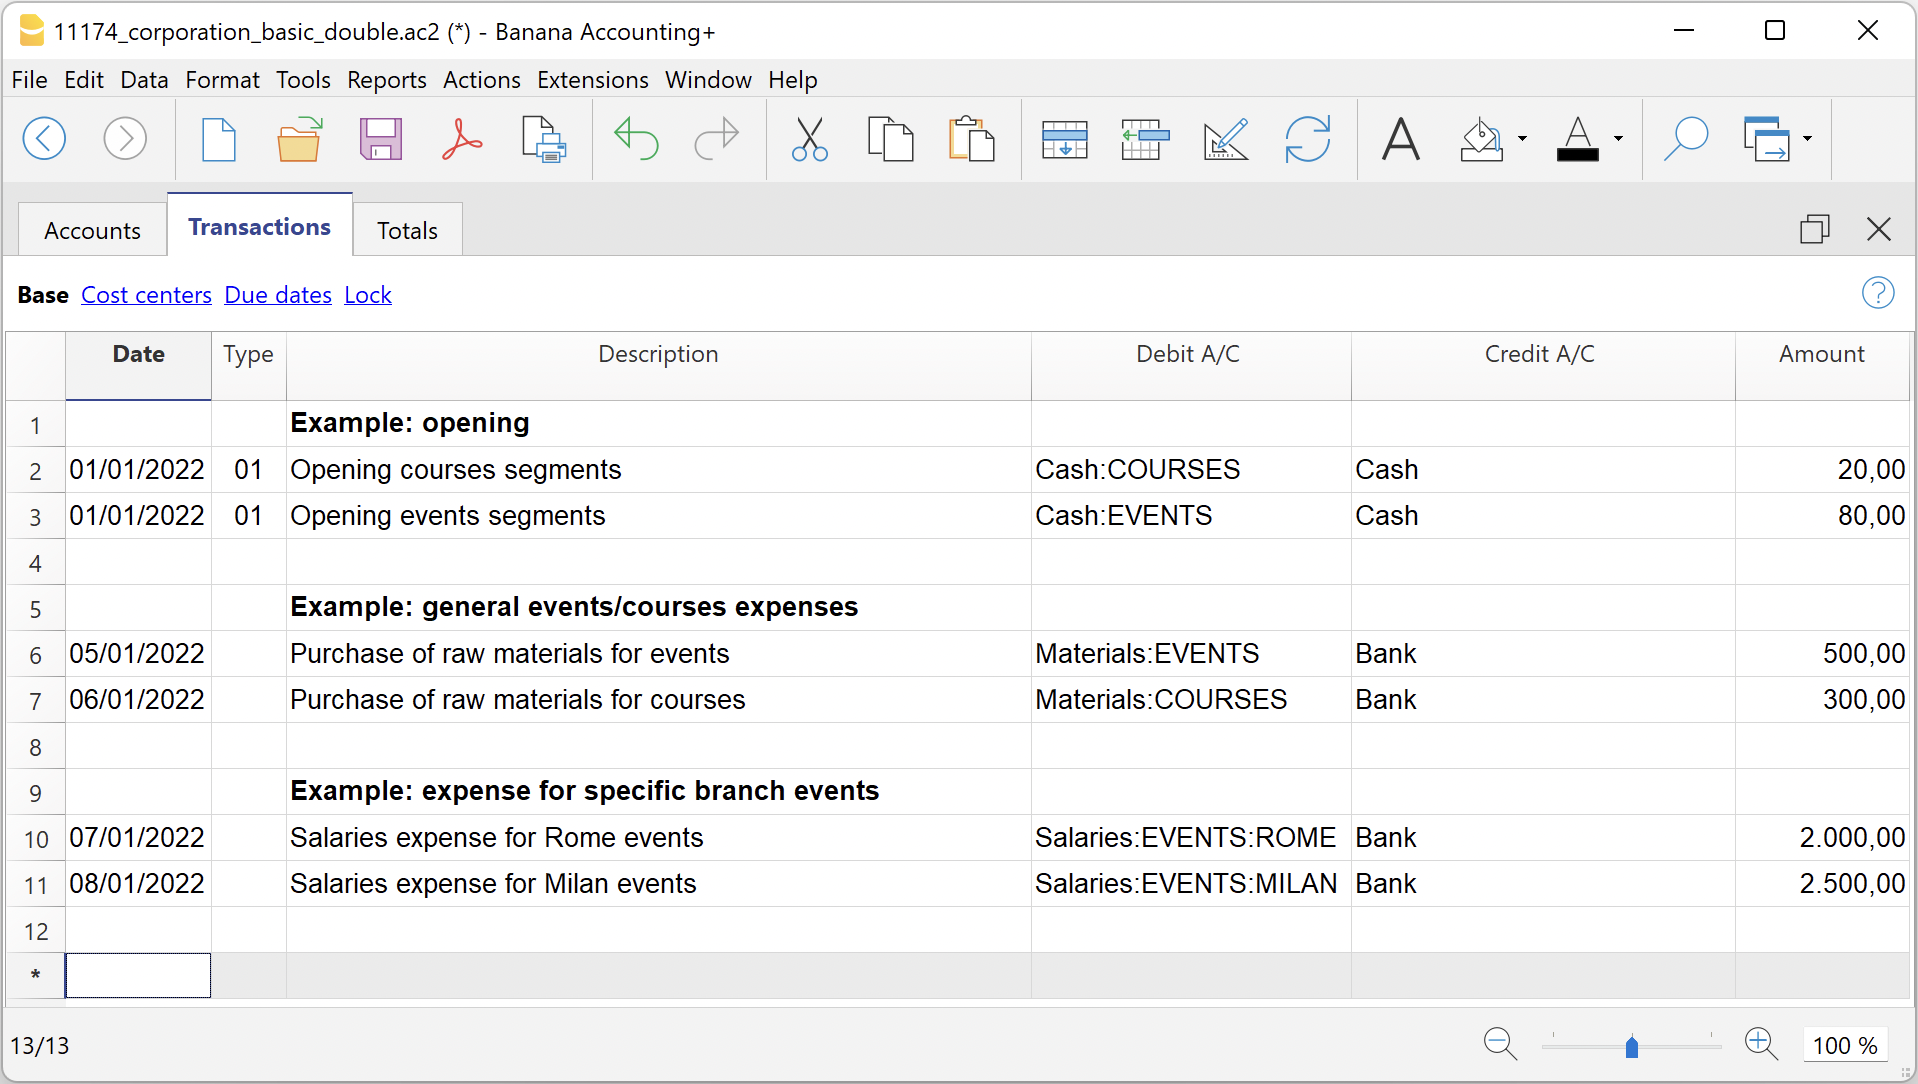 11174_corporation_basic_double.ac2 (*) - Banana Accounting+
File Edit Data Format Tools Reports Actions Extensions Window Help
Accounts Transactions Totals
Base Cost centers Due dates Lock
Date Type Description Debit A/C Credit A/C Amount
1 Example: opening
2 01/01/2022 01 Opening courses segments Cash:COURSES Cash 20,00
3 01/01/2022 01 Opening events segments Cash:EVENTS Cash 80,00
4
5 Example: general events/courses expenses
6 05/01/2022 Purchase of raw materials for events Materials:EVENTS Bank 500,00
7 06/01/2022 Purchase of raw materials for courses Materials:COURSES Bank 300,00
8
9 Example: expense for specific branch events
10 07/01/2022 Salaries expense for Rome events Salaries:EVENTS:ROME Bank 2.000,00
11 08/01/2022 Salaries expense for Milan events Salaries:EVENTS:MILAN Bank 2.500,00
12
*
13/13 100 %